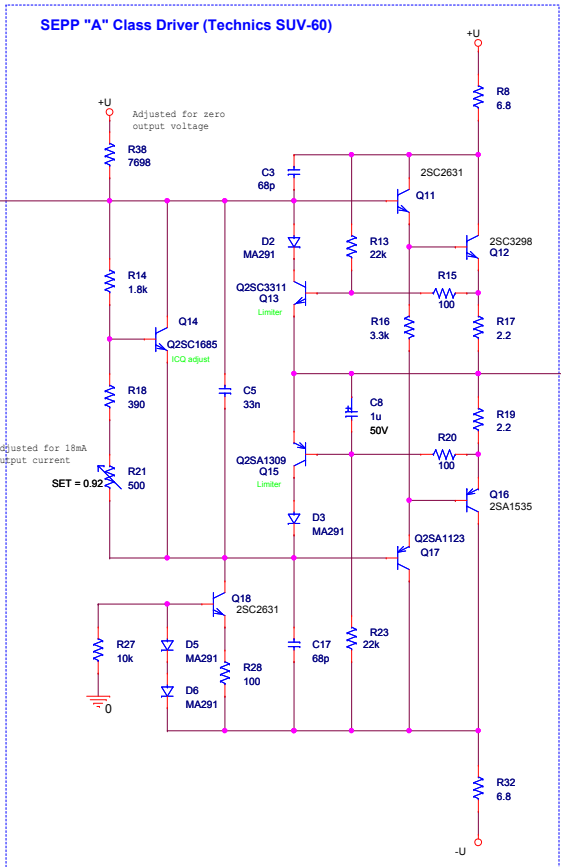 SEPP "A" Class Driver (Technics SUV-60)
+U
R8
6.8
+U
Adjusted for zero
output voltage
R38
7698
C3
68p
2SC2631
Q11
D2
MA291
R13
22k
2SC3298
Q12
R14
1.8k
Q2SC3311
Q13
Limiter
R15
100
Q14
Q2SC1685
ICQ adjust
R16
3.3k
R17
2.2
R18
390
C5
33n
C8
1u
50V
R19
2.2
Adjusted for 18mA
output current
R21
500
SET = 0.92
Q2SA1309
Q15
Limiter
R20
100
Q16
2SA1535
D3
MA291
Q2SA1123
Q17
Q18
2SC2631
R27
10k
D5
MA291
R28
100
C17
68p
R23
22k
D6
MA291
0
R32
6.8
-U